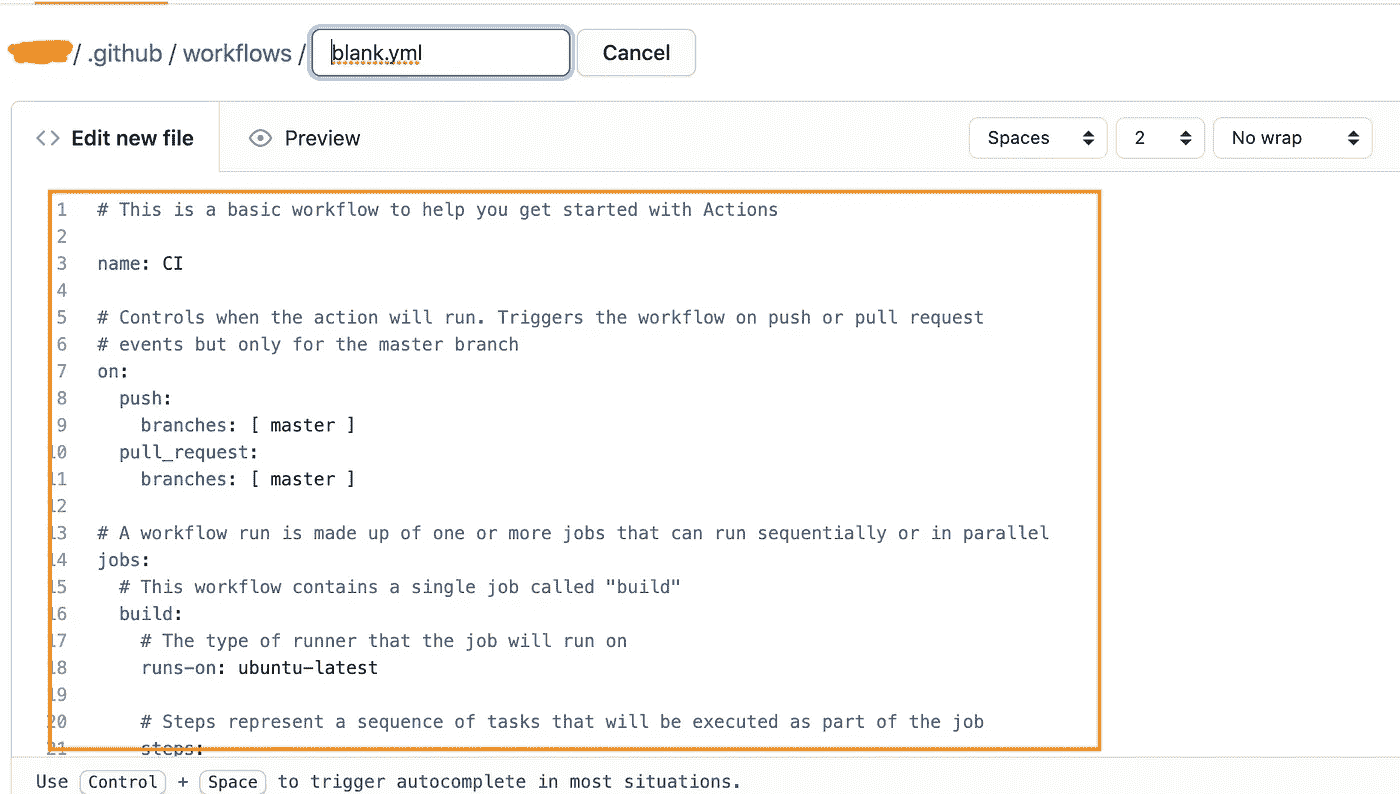 / .github / workflows / blank.yml Cancel
<> Edit new file Preview Spaces 2 No wrap
1 # This is a basic workflow to help you get started with Actions
2
3 name: CI
4
5 # Controls when the action will run. Triggers the workflow on push or pull request
6 # events but only for the master branch
7 on:
8   push:
9     branches: [ master ]
10   pull_request:
11     branches: [ master ]
12
13 # A workflow run is made up of one or more jobs that can run sequentially or in parallel
14 jobs:
15   # This workflow contains a single job called "build"
16   build:
17     # The type of runner that the job will run on
18     runs-on: ubuntu-latest
19
20     # Steps represent a sequence of tasks that will be executed as part of the job
21     steps:
Use Control + Space to trigger autocomplete in most situations.